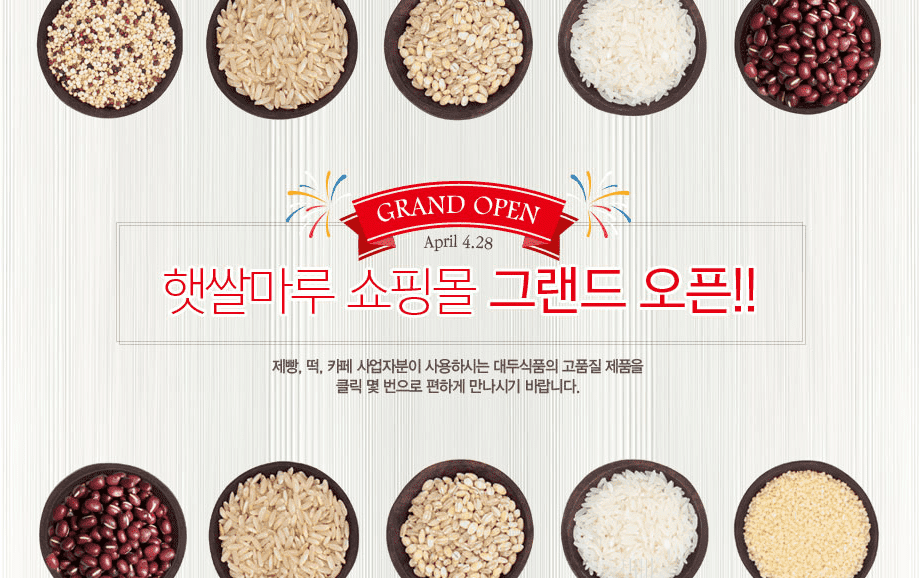 GRAND OPEN
April 4.28
햇쌀마루 쇼핑몰 그랜드 오픈!!
제빵, 떡, 카페 사업자분이 사용하시는 대두식품의 고품질 제품을
클릭 몇 번으로 편하게 만나시기 바랍니다.